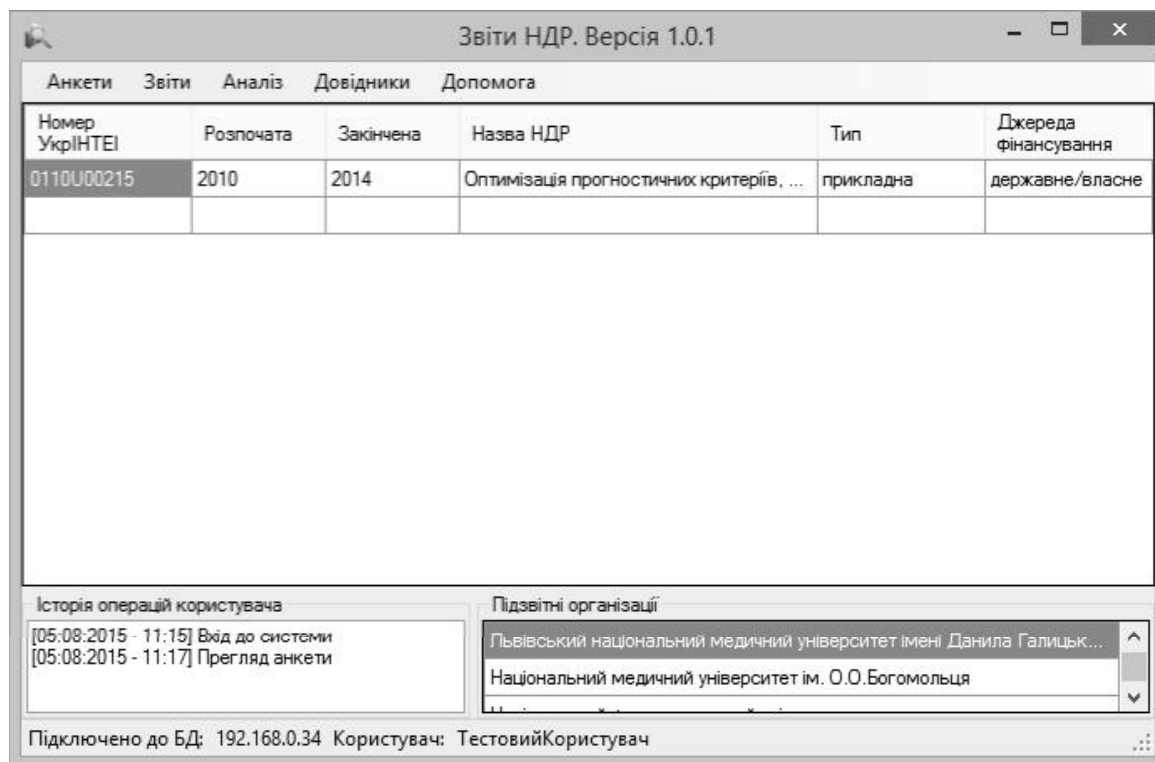 Звіти НДР. Версія 1.0.1
Анкети Звіти Аналіз Довідники Допомога
Номер УкрІНТЕІ Розпочата Закінчена Назва НДР Тип Джереда фінансування
0110U00215 2010 2014 Оптимізація прогностичних критеріїв, ... прикладна державне/власне
Історія операцій користувача
[05:08:2015 - 11:15] Вхід до системи
[05:08:2015 - 11:17] Прегляд анкети
Підзвітні організації
Львівський національний медичний університет імені Данила Галицьк...
Національний медичний університет ім. О.О.Богомольця
Підключено до БД: 192.168.0.34 Користувач: ТестовийКористувач